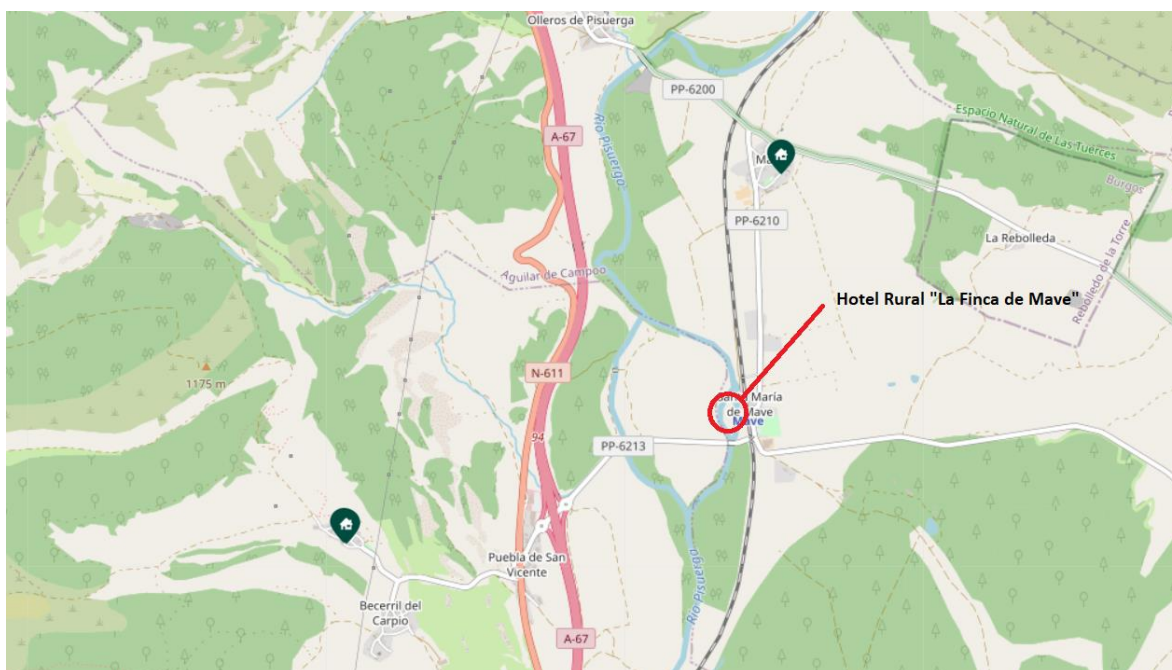 Olleros de Pisuerga
PP-6200
A-67
Río Pisuerga
Espacio Natural de Las Tuerces
Burgos
PP-6210
La Rebolleda
Rebolledo de la Torre
Aguilar de Campoo
Hotel Rural "La Finca de Mave"
1175 m
N-611
María
de Mave
Mave
94
PP-6213
Puebla de San
Vicente
Río Pisuerga
Becerril del
Carpio
A-67